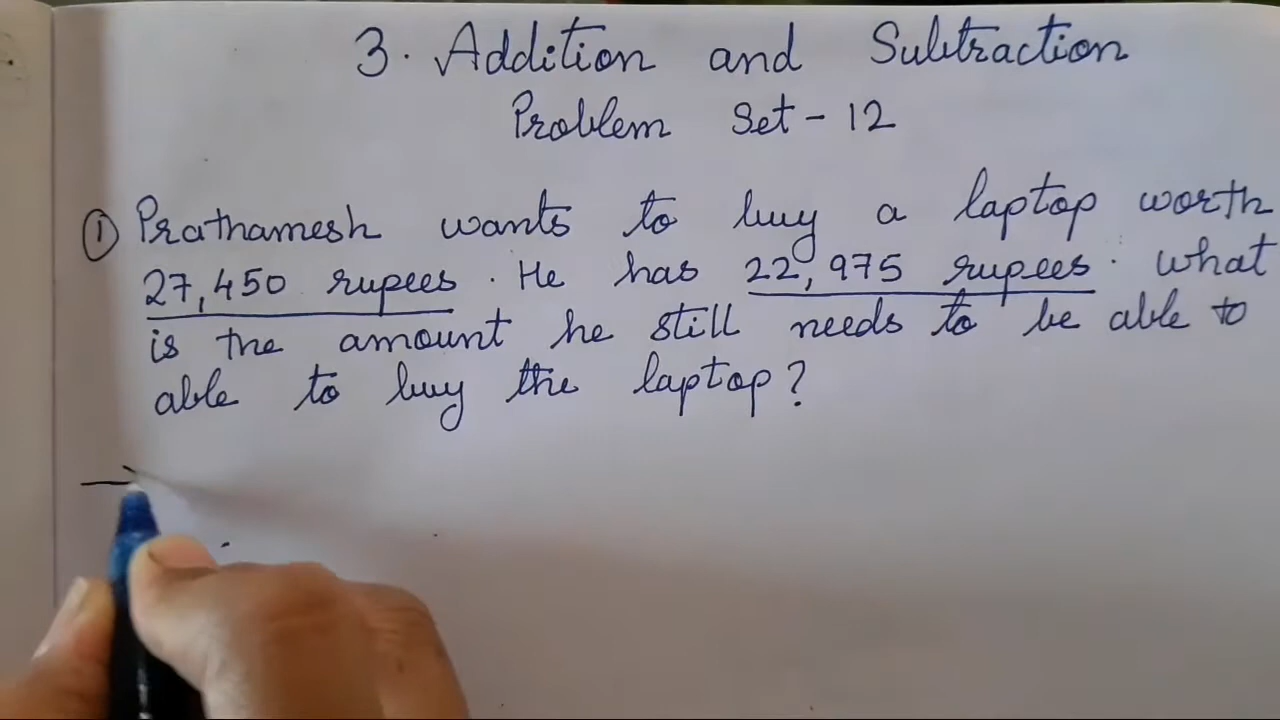 3. Addition and Subtraction
Problem Set - 12
① Prathamesh wants to buy a laptop worth
27,450 rupees. He has 22,975 rupees. what
is the amount he still needs to be able to
able to buy the laptop?